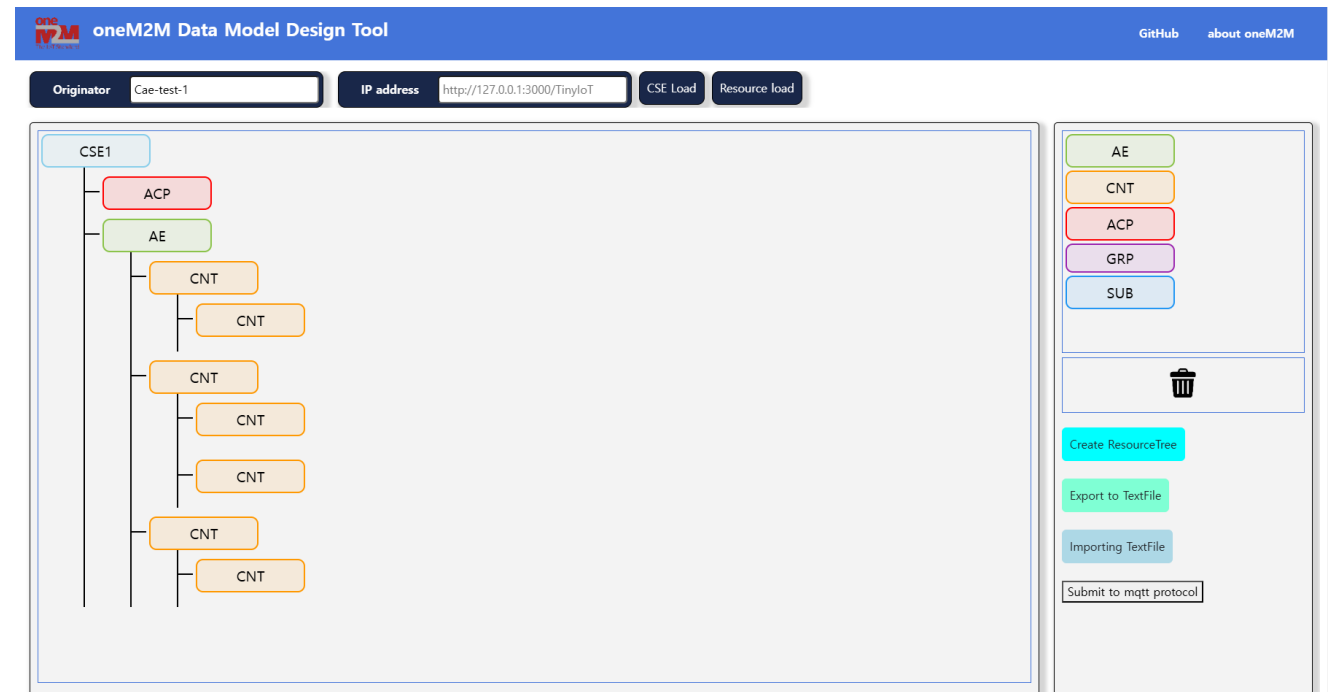 one
M2M
oneM2M Data Model Design Tool
GitHub
about oneM2M
Originator
Cae-test-1
IP address
http://127.0.0.1:3000/TinyIoT
CSE Load
Resource load
CSE1
ACP
AE
CNT
CNT
CNT
CNT
CNT
CNT
CNT
AE
CNT
ACP
GRP
SUB
Create ResourceTree
Export to TextFile
Importing TextFile
Submit to mqtt protocol